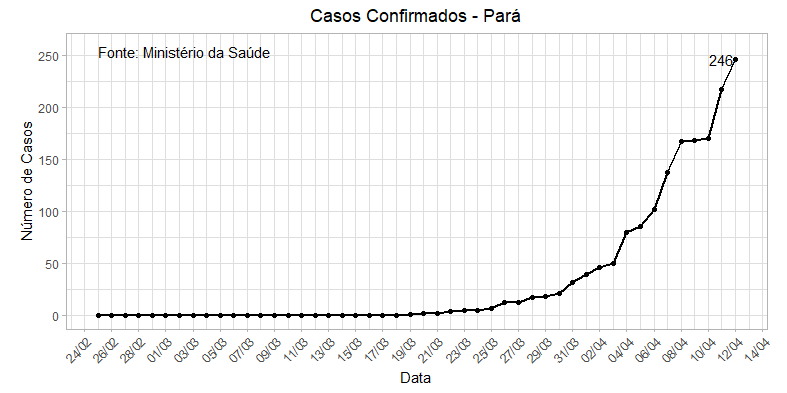 Casos Confirmados - Pará
Fonte: Ministério da Saúde
246
Número de Casos
250
200
150
100
50
0
24/02 26/02 28/02 01/03 03/03 05/03 07/03 09/03 11/03 13/03 15/03 17/03 19/03 21/03 23/03 25/03 27/03 29/03 31/03 02/04 04/04 06/04 08/04 10/04 12/04 14/04
Data